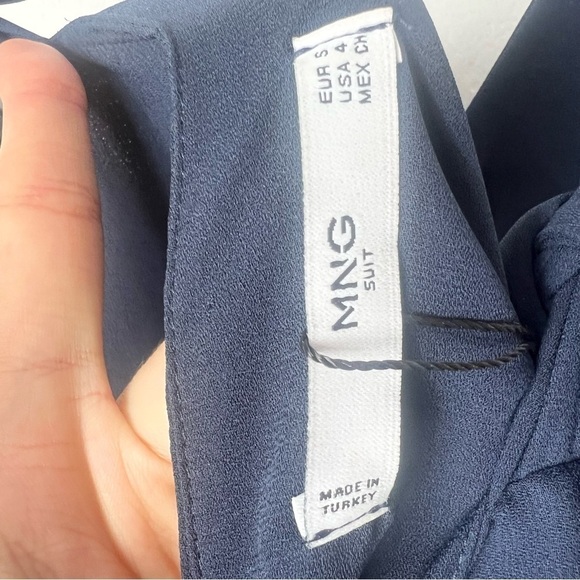 EUR S
USA 4
MEX CH
MNG
SUIT
MADE IN
TURKEY